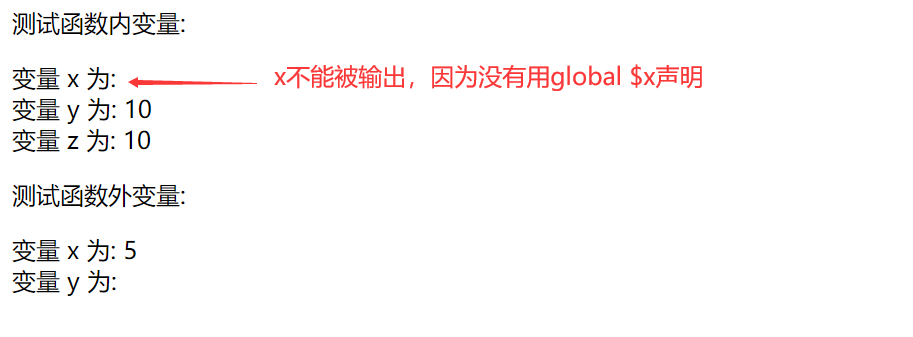 测试函数内变量:
变量 x 为:
x不能被输出，因为没有用global $x声明
变量 y 为: 10
变量 z 为: 10
测试函数外变量:
变量 x 为: 5
变量 y 为: